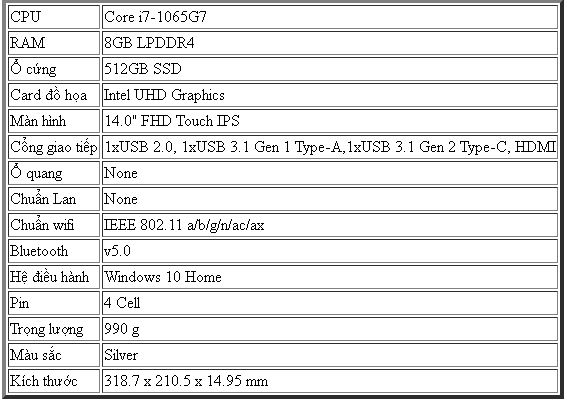 CPU Core i7-1065G7
RAM 8GB LPDDR4
Ổ cứng 512GB SSD
Card đồ họa Intel UHD Graphics
Màn hình 14.0" FHD Touch IPS
Cổng giao tiếp 1xUSB 2.0, 1xUSB 3.1 Gen 1 Type-A,1xUSB 3.1 Gen 2 Type-C, HDMI
Ổ quang None
Chuẩn Lan None
Chuẩn wifi IEEE 802.11 a/b/g/n/ac/ax
Bluetooth v5.0
Hệ điều hành Windows 10 Home
Pin 4 Cell
Trọng lượng 990 g
Màu sắc Silver
Kích thước 318.7 x 210.5 x 14.95 mm